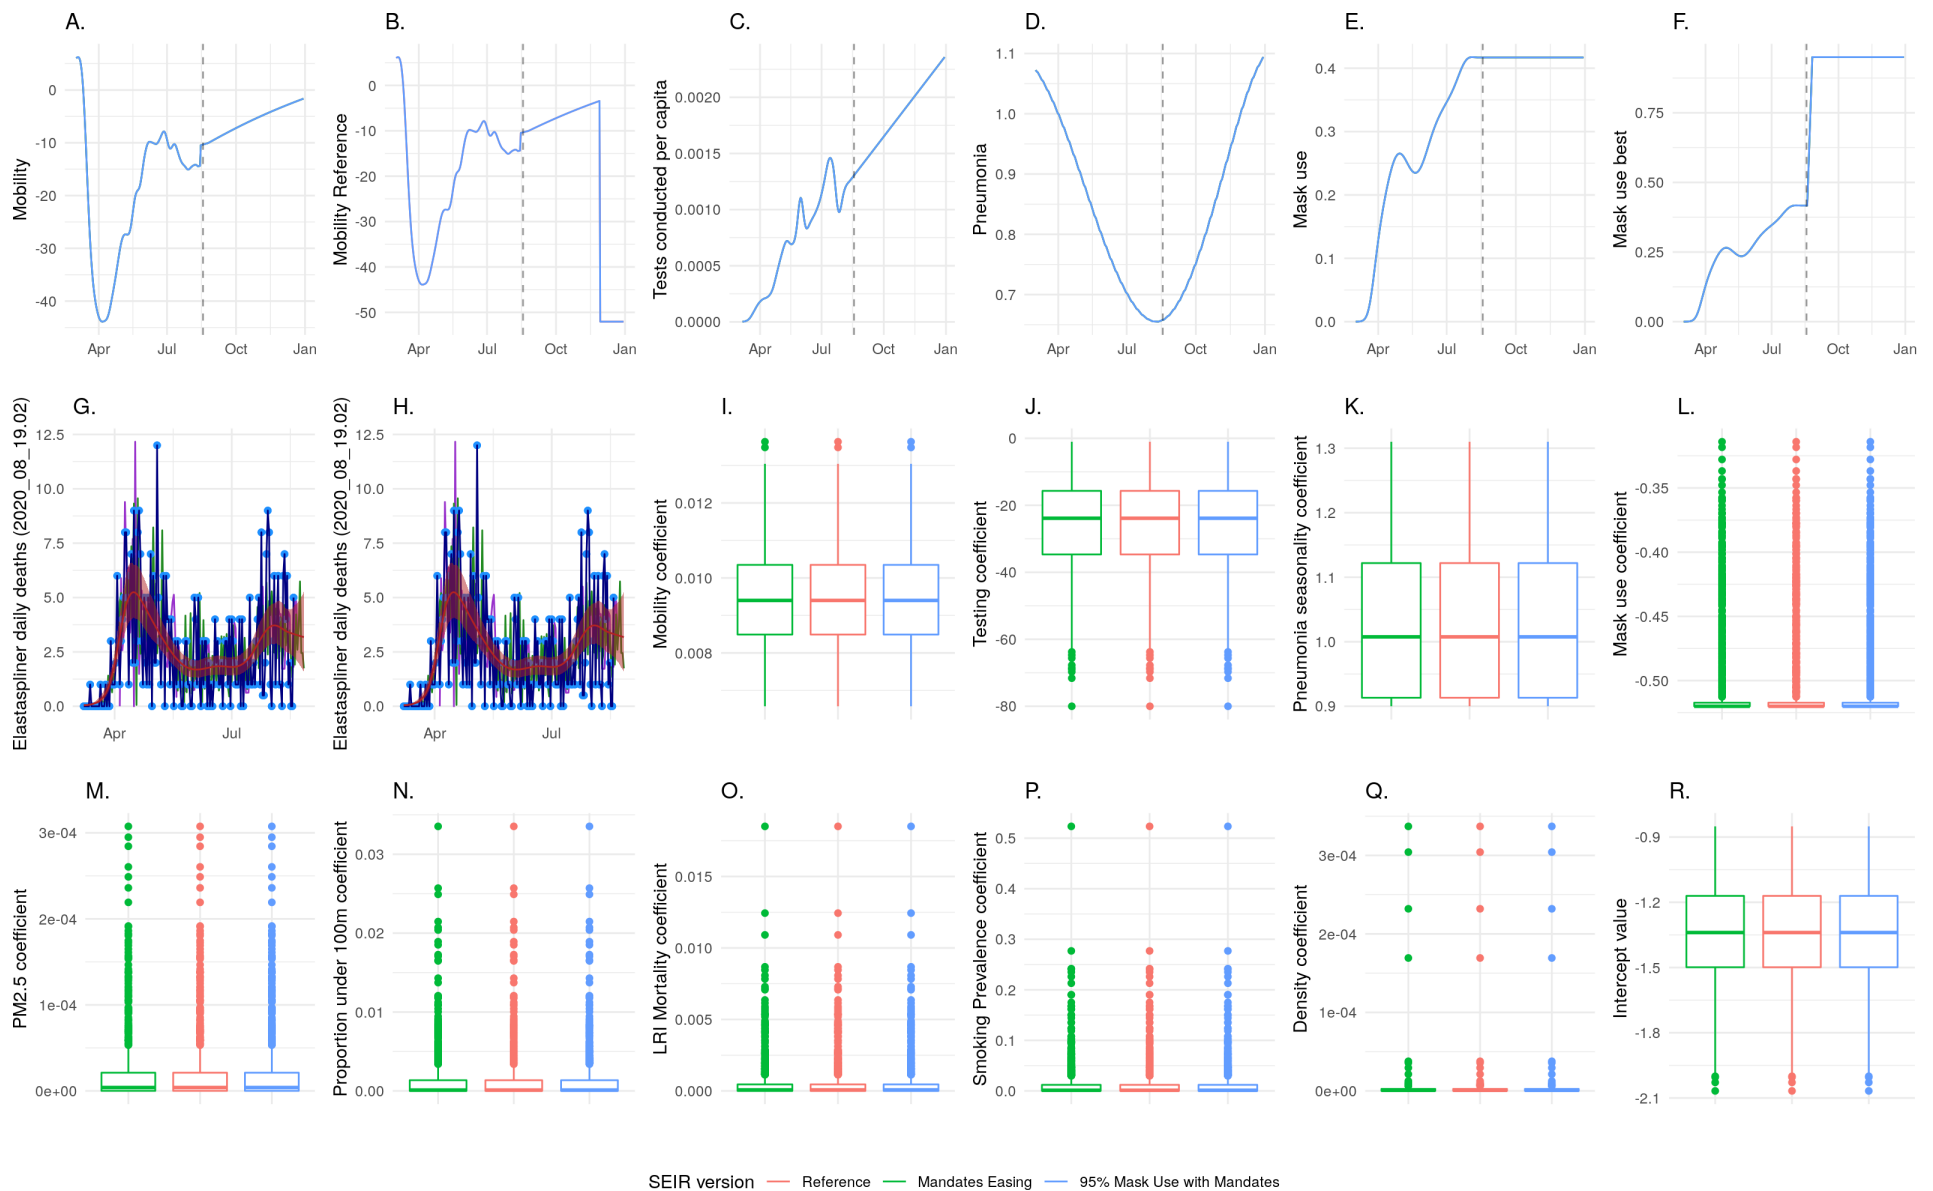 A.
Mobility
0
-10
-20
-30
-40
Apr Jul Oct Jan
B.
Mobility Reference
0
-10
-20
-30
-40
-50
Apr Jul Oct Jan
C.
Tests conducted per capita
0.0020
0.0015
0.0010
0.0005
0.0000
Apr Jul Oct Jan
D.
Pneumonia
1.1
1.0
0.9
0.8
0.7
Apr Jul Oct Jan
E.
Mask use
0.4
0.3
0.2
0.1
0.0
Apr Jul Oct Jan
F.
Mask use best
0.75
0.50
0.25
0.00
Apr Jul Oct Jan
G.
Elastaspliner daily deaths (2020_08_19.02)
12.5
10.0
7.5
5.0
2.5
0.0
Apr Jul
H.
Elastaspliner daily deaths (2020_08_19.02)
12.5
10.0
7.5
5.0
2.5
0.0
Apr Jul
I.
Mobility coefficient
0.012
0.010
0.008
J.
Testing coefficient
0
-20
-40
-60
-80
K.
Pneumonia seasonality coefficient
1.3
1.2
1.1
1.0
0.9
L.
Mask use coefficient
-0.35
-0.40
-0.45
-0.50
M.
PM2.5 coefficient
3e-04
2e-04
1e-04
0e+00
N.
Proportion under 100m coefficient
0.03
0.02
0.01
0.00
O.
LRI Mortality coefficient
0.015
0.010
0.005
0.000
P.
Smoking Prevalence coefficient
0.5
0.4
0.3
0.2
0.1
0.0
Q.
Density coefficient
3e-04
2e-04
1e-04
0e+00
R.
Intercept value
-0.9
-1.2
-1.5
-1.8
-2.1
SEIR version Reference Mandates Easing 95% Mask Use with Mandates